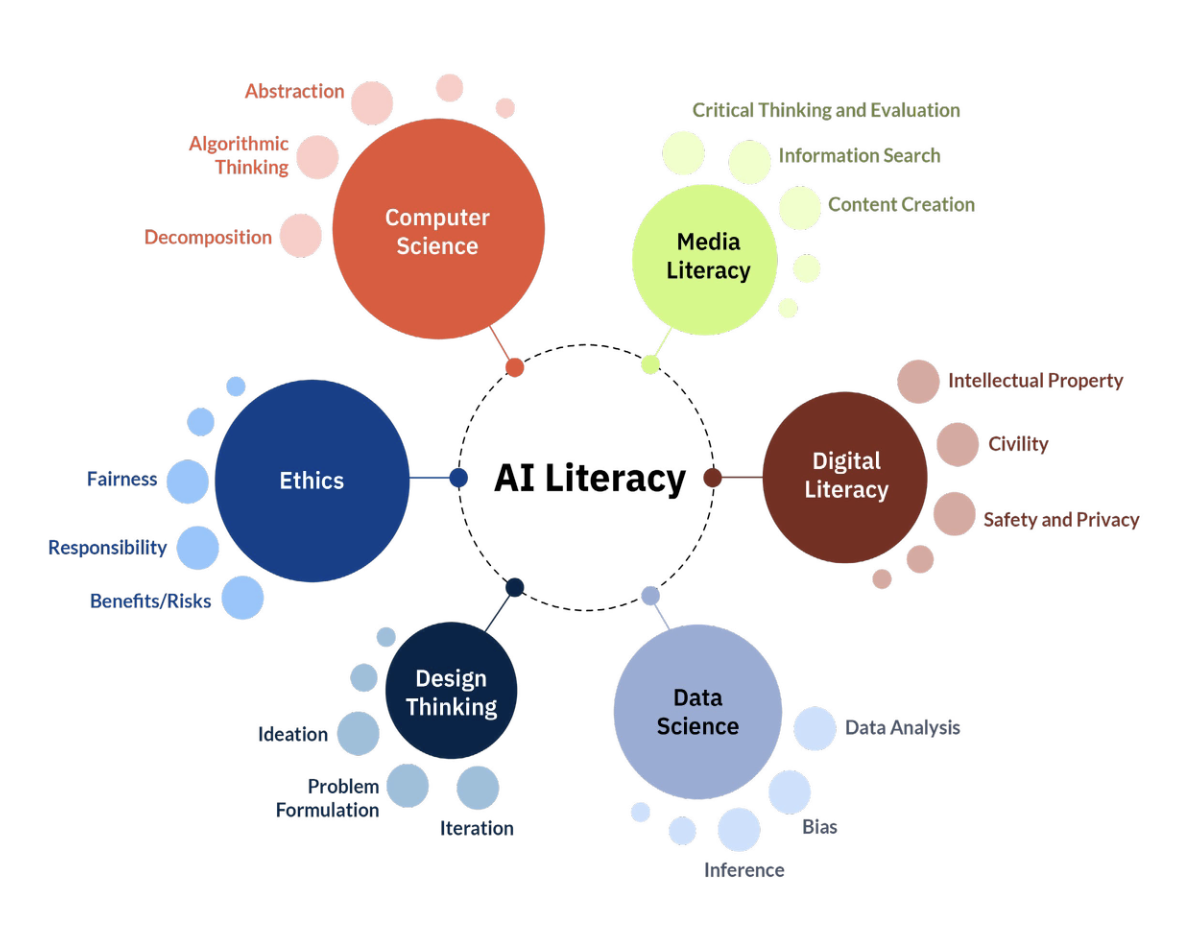 Abstraction
Algorithmic
Thinking
Decomposition
Computer
Science
Critical Thinking and Evaluation
Information Search
Content Creation
Media
Literacy
Intellectual Property
Civility
Safety and Privacy
Digital
Literacy
AI Literacy
Ethics
Fairness
Responsibility
Benefits/Risks
Design
Thinking
Ideation
Problem
Formulation
Iteration
Data
Science
Data Analysis
Bias
Inference